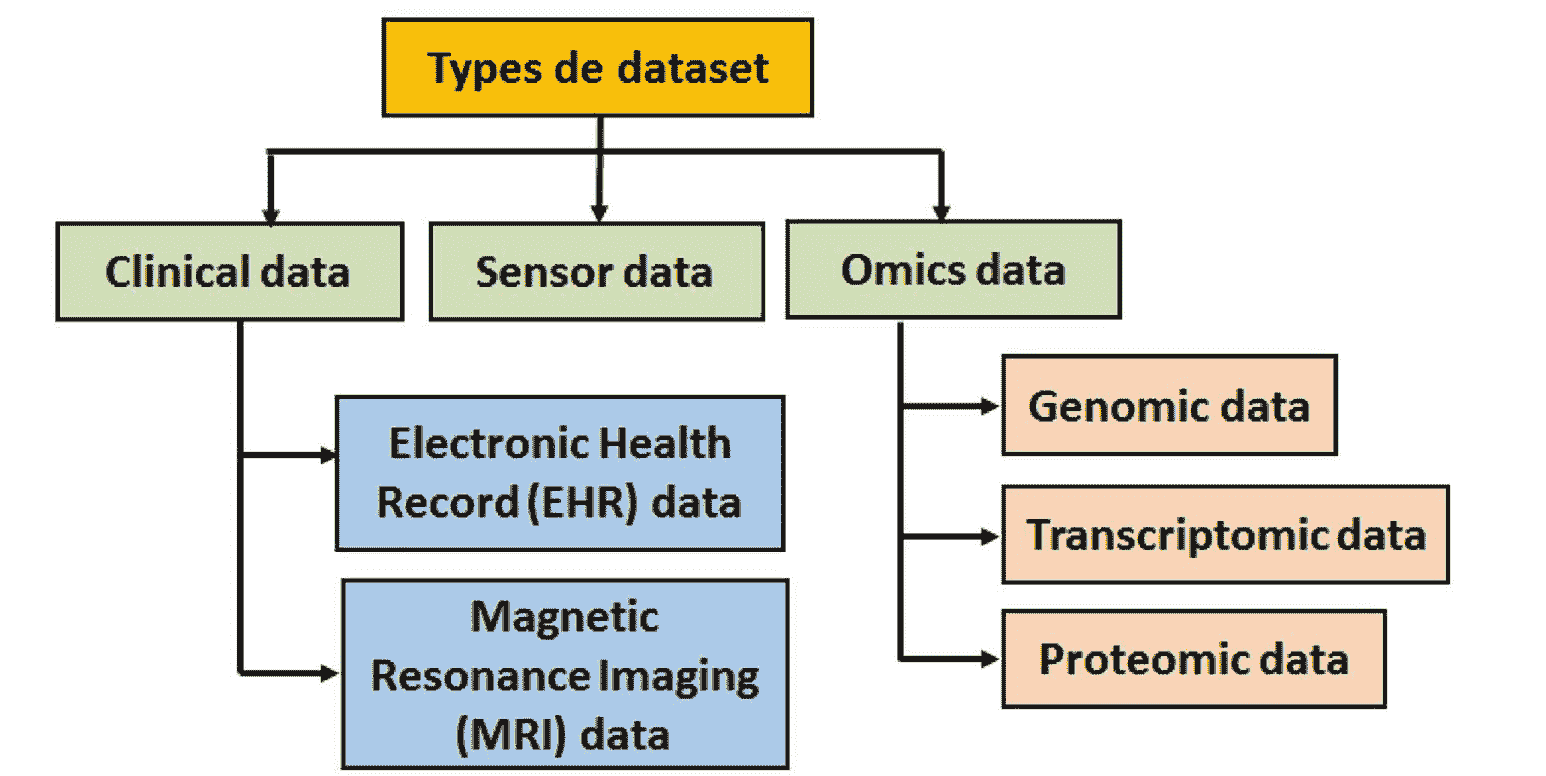 Types de dataset
Clinical data
Sensor data
Omics data
Electronic Health
Record (EHR) data
Magnetic
Resonance Imaging
(MRI) data
Genomic data
Transcriptomic data
Proteomic data